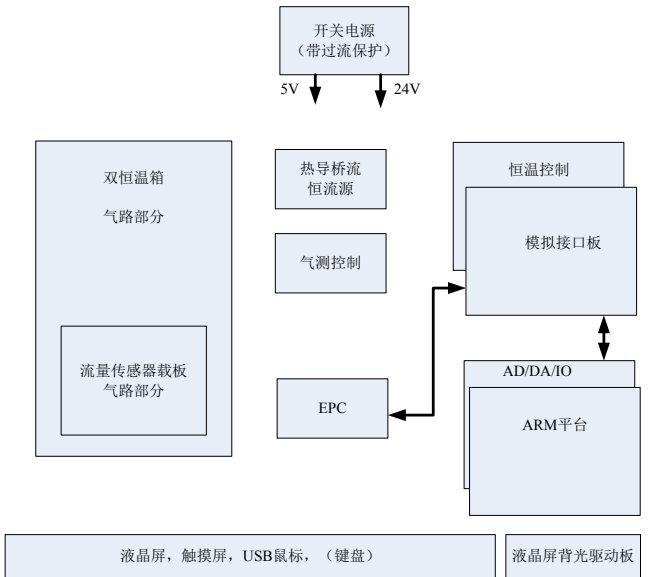 开关电源
（带过流保护）
5V
24V
双恒温箱
气路部分
热导桥流
恒流源
恒温控制
模拟接口板
气测控制
流量传感器载板
气路部分
EPC
AD/DA/IO
ARM平台
液晶屏，触摸屏，USB鼠标，（键盘）
液晶屏背光驱动板